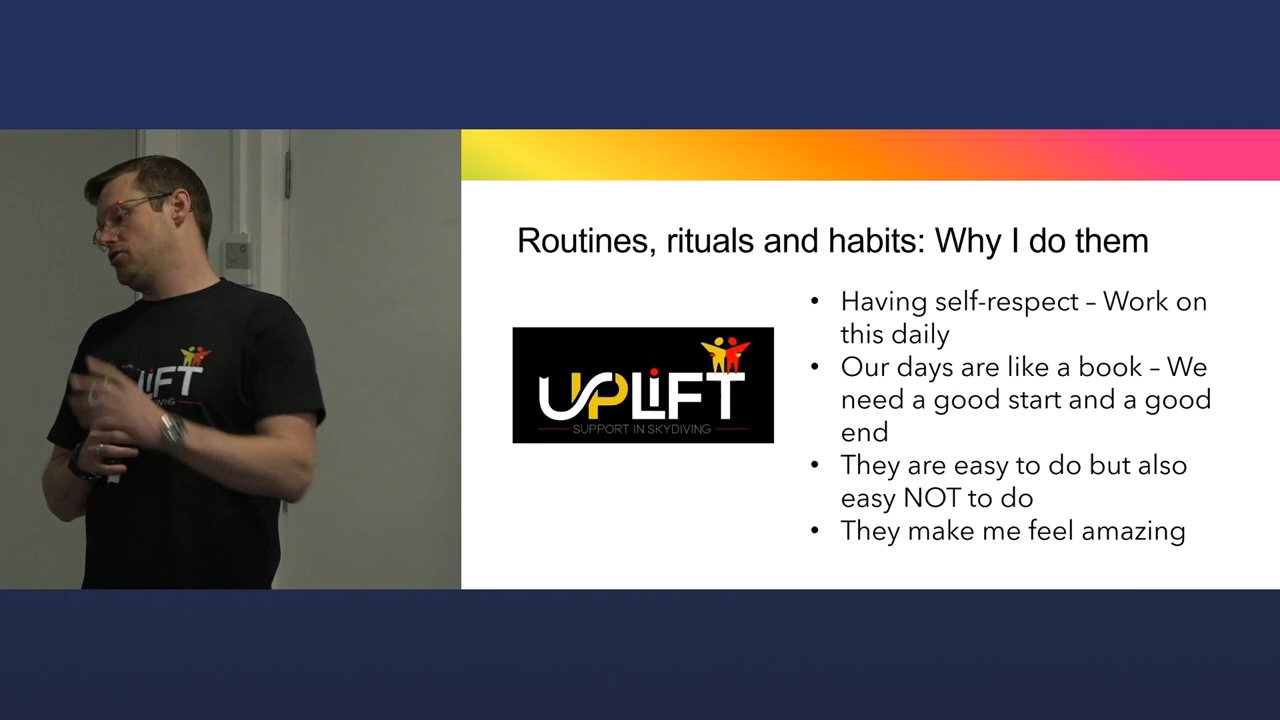 Routines, rituals and habits: Why I do them
• Having self-respect – Work on
this daily
• Our days are like a book – We
need a good start and a good
end
• They are easy to do but also
easy NOT to do
• They make me feel amazing
UPLiFT
SUPPORT IN SKYDIVING
LiFT